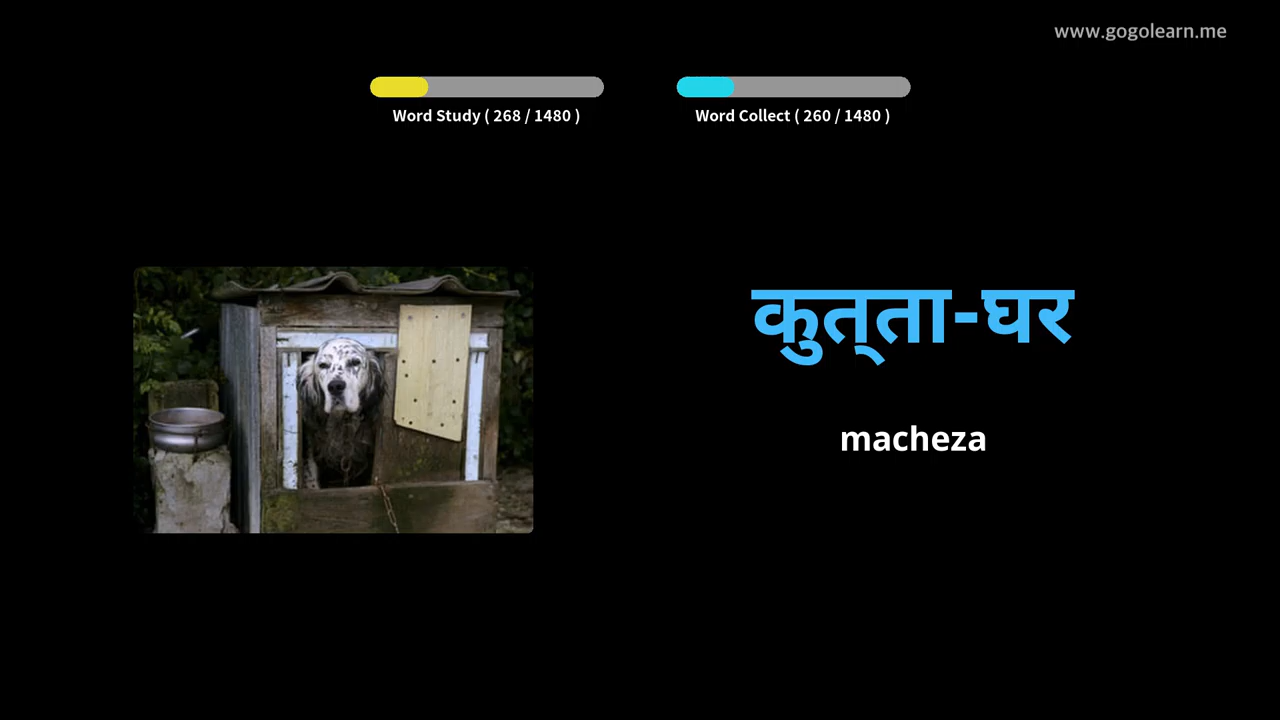 www.gogolearn.me
Word Study ( 268 / 1480 )
Word Collect ( 260 / 1480 )
कुत्ता-घर
macheza